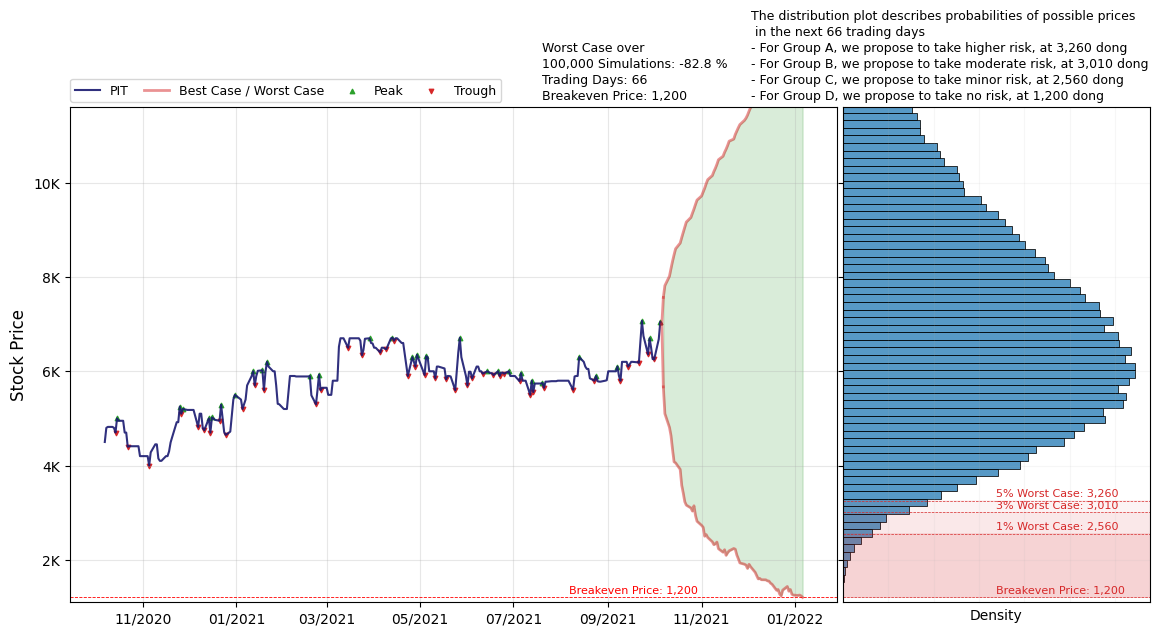 The distribution plot describes probabilities of possible prices
in the next 66 trading days
- For Group A, we propose to take higher risk, at 3,260 dong
- For Group B, we propose to take moderate risk, at 3,010 dong
- For Group C, we propose to take minor risk, at 2,560 dong
- For Group D, we propose to take no risk, at 1,200 dong
Worst Case over
100,000 Simulations: -82.8 %
Trading Days: 66
Breakeven Price: 1,200
PIT
Best Case / Worst Case
Peak
Trough
Stock Price
10K
8K
6K
4K
2K
Breakeven Price: 1,200
11/2020
01/2021
03/2021
05/2021
07/2021
09/2021
11/2021
01/2022
5% Worst Case: 3,260
3% Worst Case: 3,010
1% Worst Case: 2,560
Breakeven Price: 1,200
Density